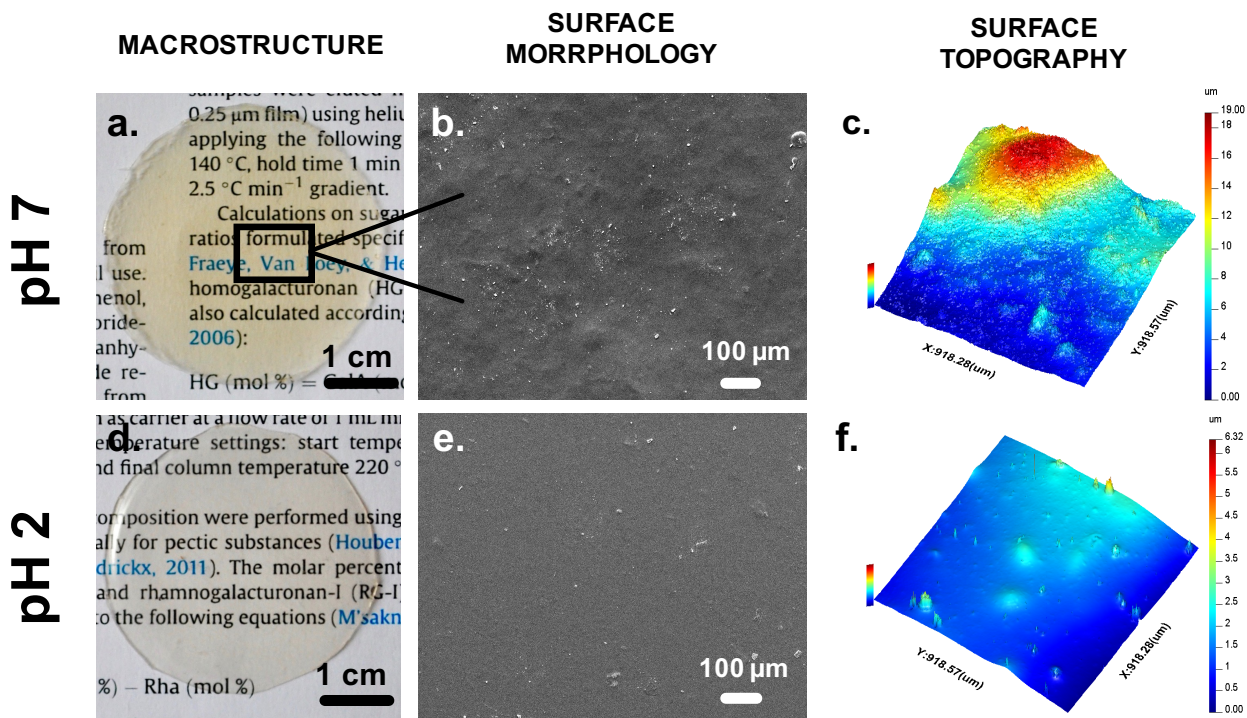 MACROSTRUCTURE
SURFACE
MORRPHOLOGY
SURFACE
TOPOGRAPHY
pH 7
a.
samples were eluted
0.25 µm film) using heliu
applying the following
140 °C, hold time 1 min
2.5 °C min⁻¹ gradient.
Calculations on sugar
ratios formulated specif
Fraeye, Van Loey, & He
homogalacturonan (HG
also calculated according
2006):
HG (mol %) =
from
l use.
henol,
oride-
anhy-
de re-
from
1 cm
b.
100 µm
c.
um
19.00
18
16
14
12
10
8
6
4
2
0.00
X:918.28(um)
Y:918.57(um)
pH 2
d.
as carrier at a flow rate of 1 mL mi
emperature settings: start tempe
nd final column temperature 220 °
omposition were performed using
ally for pectic substances (Houben
drickx, 2011). The molar percent
and rhamnogalacturonan-I (RG-I)
to the following equations (M'sakn
%) – Rha (mol %)
1 cm
e.
100 µm
f.
um
6.32
6
5.5
5
4.5
4
3.5
3
2.5
2
1.5
1
0.5
0.00
Y:918.57(um)
X:918.28(um)